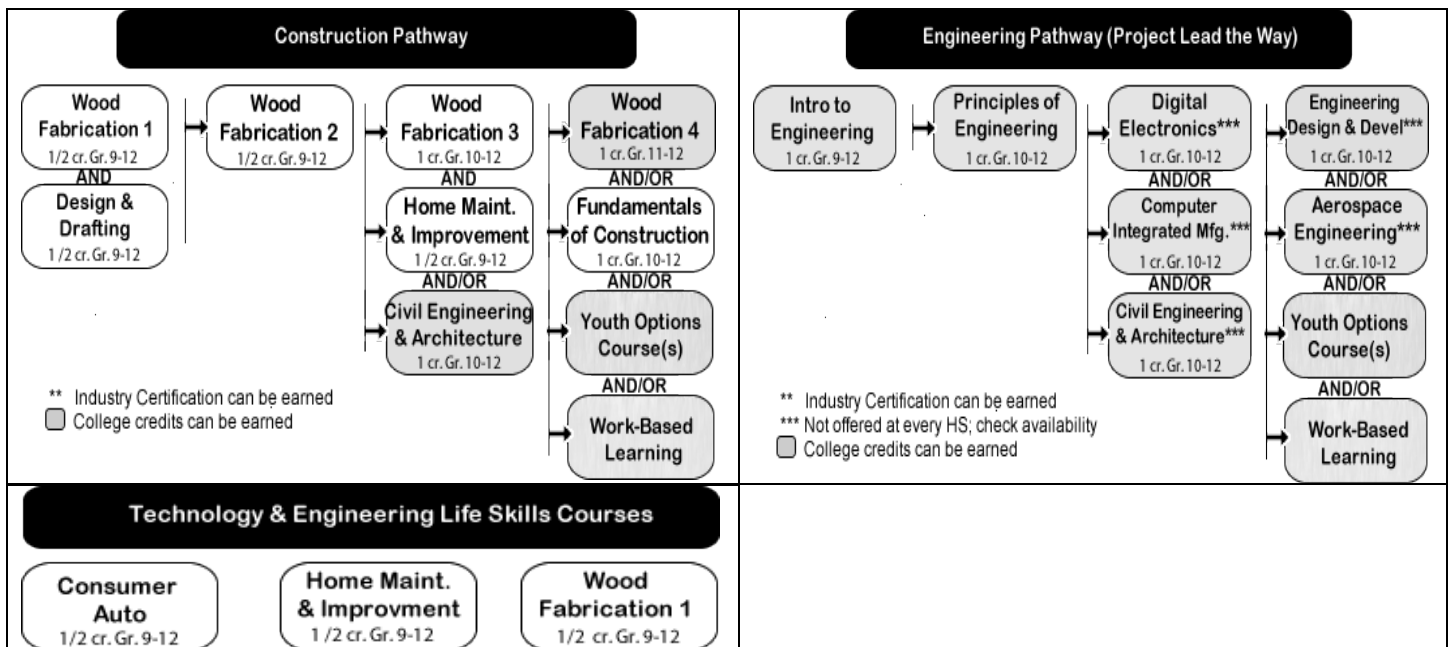 Construction Pathway
Wood
Fabrication 1
1/2 cr. Gr. 9-12
AND
Design &
Drafting
1 /2 cr. Gr. 9-12
Wood
Fabrication 2
1/2 cr. Gr. 9-12
Wood
Fabrication 3
1 cr. Gr. 10-12
AND
Home Maint.
& Improvement
1 /2 cr. Gr. 9-12
AND/OR
Civil Engineering
& Architecture
1 cr. Gr. 10-12
Wood
Fabrication 4
1 cr. Gr. 11-12
AND/OR
Fundamentals
of Construction
1 cr. Gr. 10-12
AND/OR
Youth Options
Course(s)
AND/OR
Work-Based
Learning
** Industry Certification can be earned
College credits can be earned
Engineering Pathway (Project Lead the Way)
Intro to
Engineering
1 cr. Gr. 9-12
Principles of
Engineering
1 cr. Gr. 10-12
Digital
Electronics***
1 cr. Gr. 10-12
AND/OR
Computer
Integrated Mfg.***
1 cr. Gr. 10-12
AND/OR
Civil Engineering
& Architecture***
1 cr. Gr. 10-12
Engineering
Design & Devel***
1 cr. Gr. 10-12
AND/OR
Aerospace
Engineering***
1 cr. Gr. 10-12
AND/OR
Youth Options
Course(s)
AND/OR
Work-Based
Learning
** Industry Certification can be earned
*** Not offered at every HS; check availability
College credits can be earned
Technology & Engineering Life Skills Courses
Consumer
Auto
1/2 cr. Gr. 9-12
Home Maint.
& Improvment
1 /2 cr. Gr. 9-12
Wood
Fabrication 1
1/2 cr. Gr. 9-12